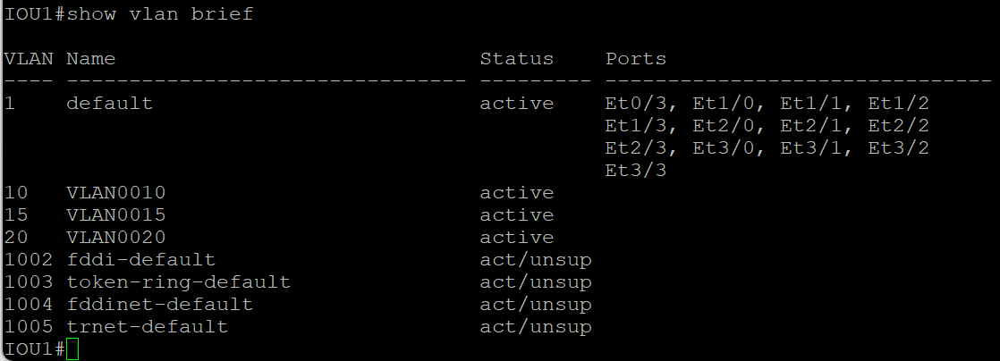 IOU1#show vlan brief
VLAN Name                             Status    Ports
---- -------------------------------- --------- -------------------------------
1    default                          active    Et0/3, Et1/0, Et1/1, Et1/2
                                                Et1/3, Et2/0, Et2/1, Et2/2
                                                Et2/3, Et3/0, Et3/1, Et3/2
                                                Et3/3
10   VLAN0010                         active
15   VLAN0015                         active
20   VLAN0020                         active
1002 fddi-default                     act/unsup
1003 token-ring-default               act/unsup
1004 fddinet-default                  act/unsup
1005 trnet-default                    act/unsup
IOU1#